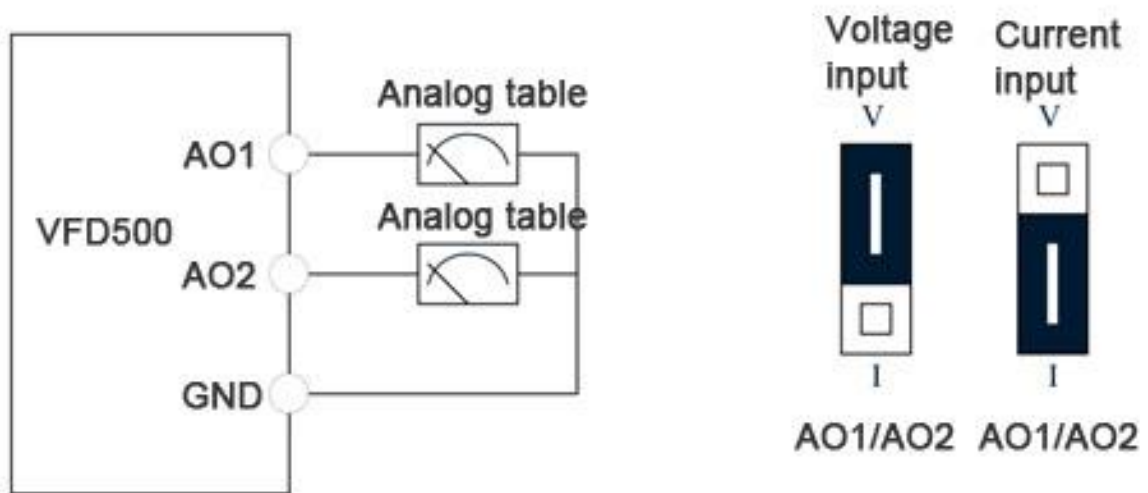 Analog table
AO1
Analog table
VFD500
AO2
GND
Voltage input
V
I
AO1/AO2
Current input
V
I
AO1/AO2